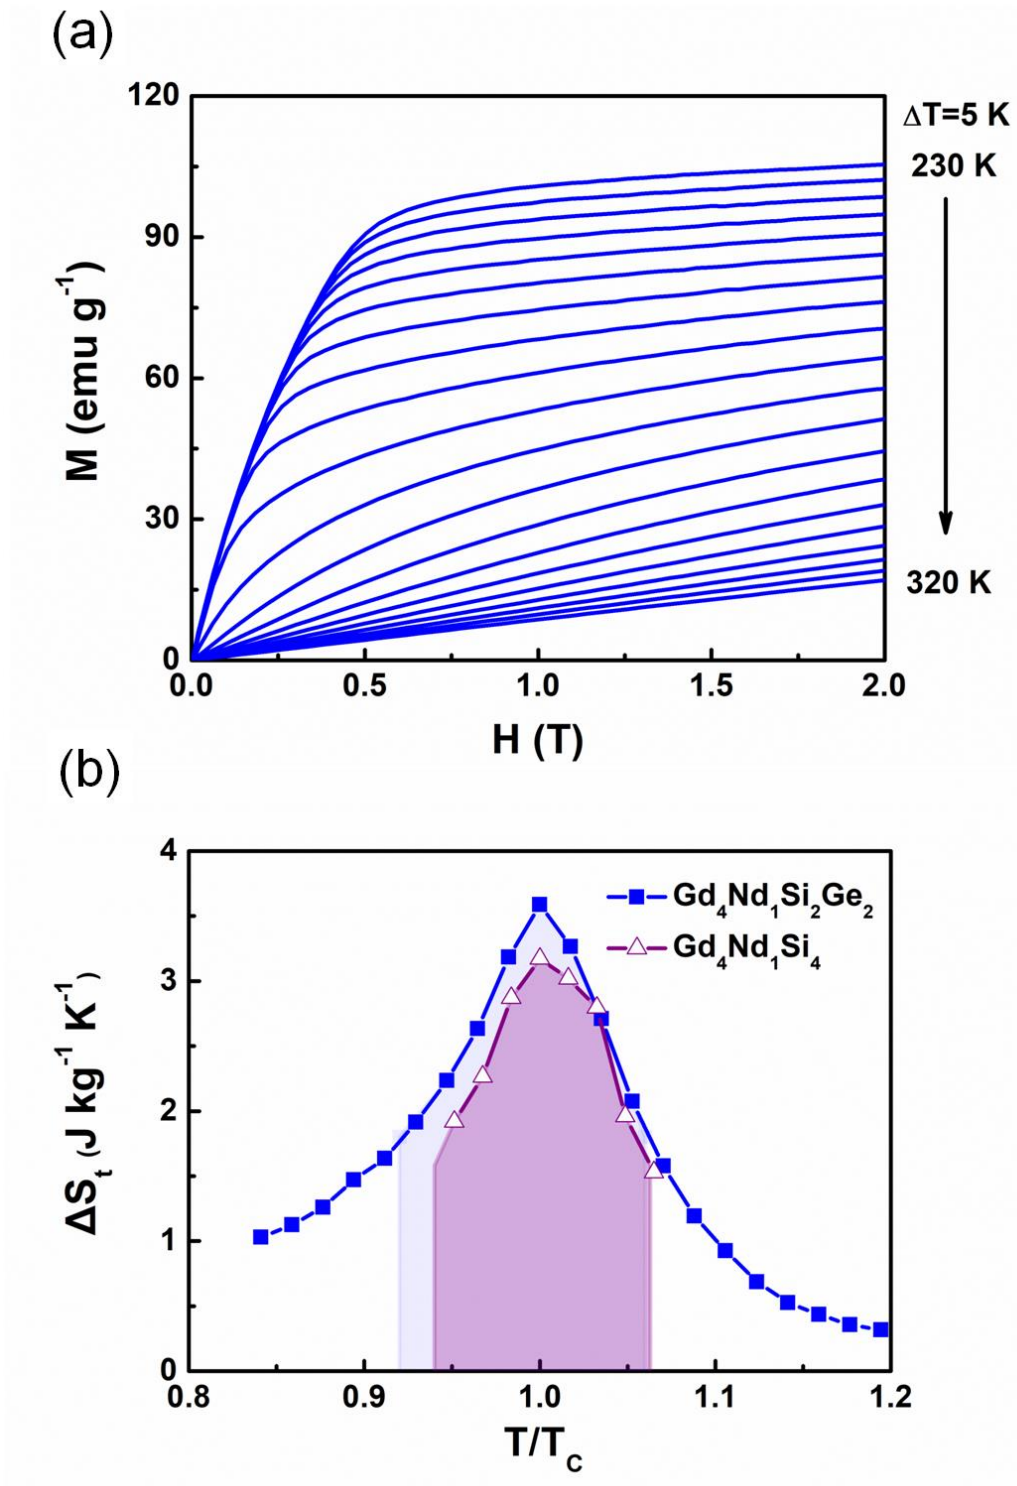 (a)
120
90
60
30
0
M (emu g⁻¹)
0.0 0.5 1.0 1.5 2.0
H (T)
ΔT=5 K
230 K
320 K
(b)
4
3
2
1
0
ΔSₜ (J kg⁻¹ K⁻¹)
Gd₄Nd₁Si₂Ge₂
Gd₄Nd₁Si₄
0.8 0.9 1.0 1.1 1.2
T/T_C